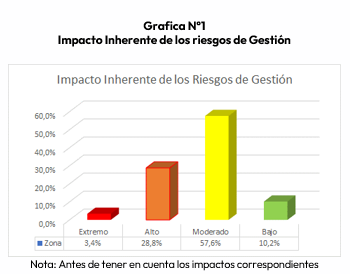 Grafica N°1
Impacto Inherente de los riesgos de Gestión
Impacto Inherente de los Riesgos de Gestión
60,0%
50,0%
40,0%
30,0%
20,0%
10,0%
0,0%
Extremo Alto Moderado Bajo
Zona 3,4% 28,8% 57,6% 10,2%
Nota: Antes de tener en cuenta los impactos correspondientes